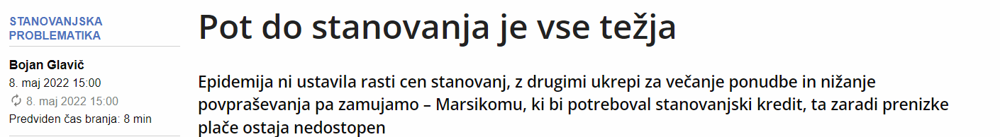 STANOVANJSKA
PROBLEMATIKA
Bojan Glavič
8. maj 2022 15:00
8. maj 2022 15:00
Predviden čas branja: 8 min
Pot do stanovanja je vse težja
Epidemija ni ustavila rasti cen stanovanj, z drugimi ukrepi za večanje ponudbe in nižanje
povpraševanja pa zamujamo – Marsikomu, ki bi potreboval stanovanjski kredit, ta zaradi prenizke
plače ostaja nedostopen